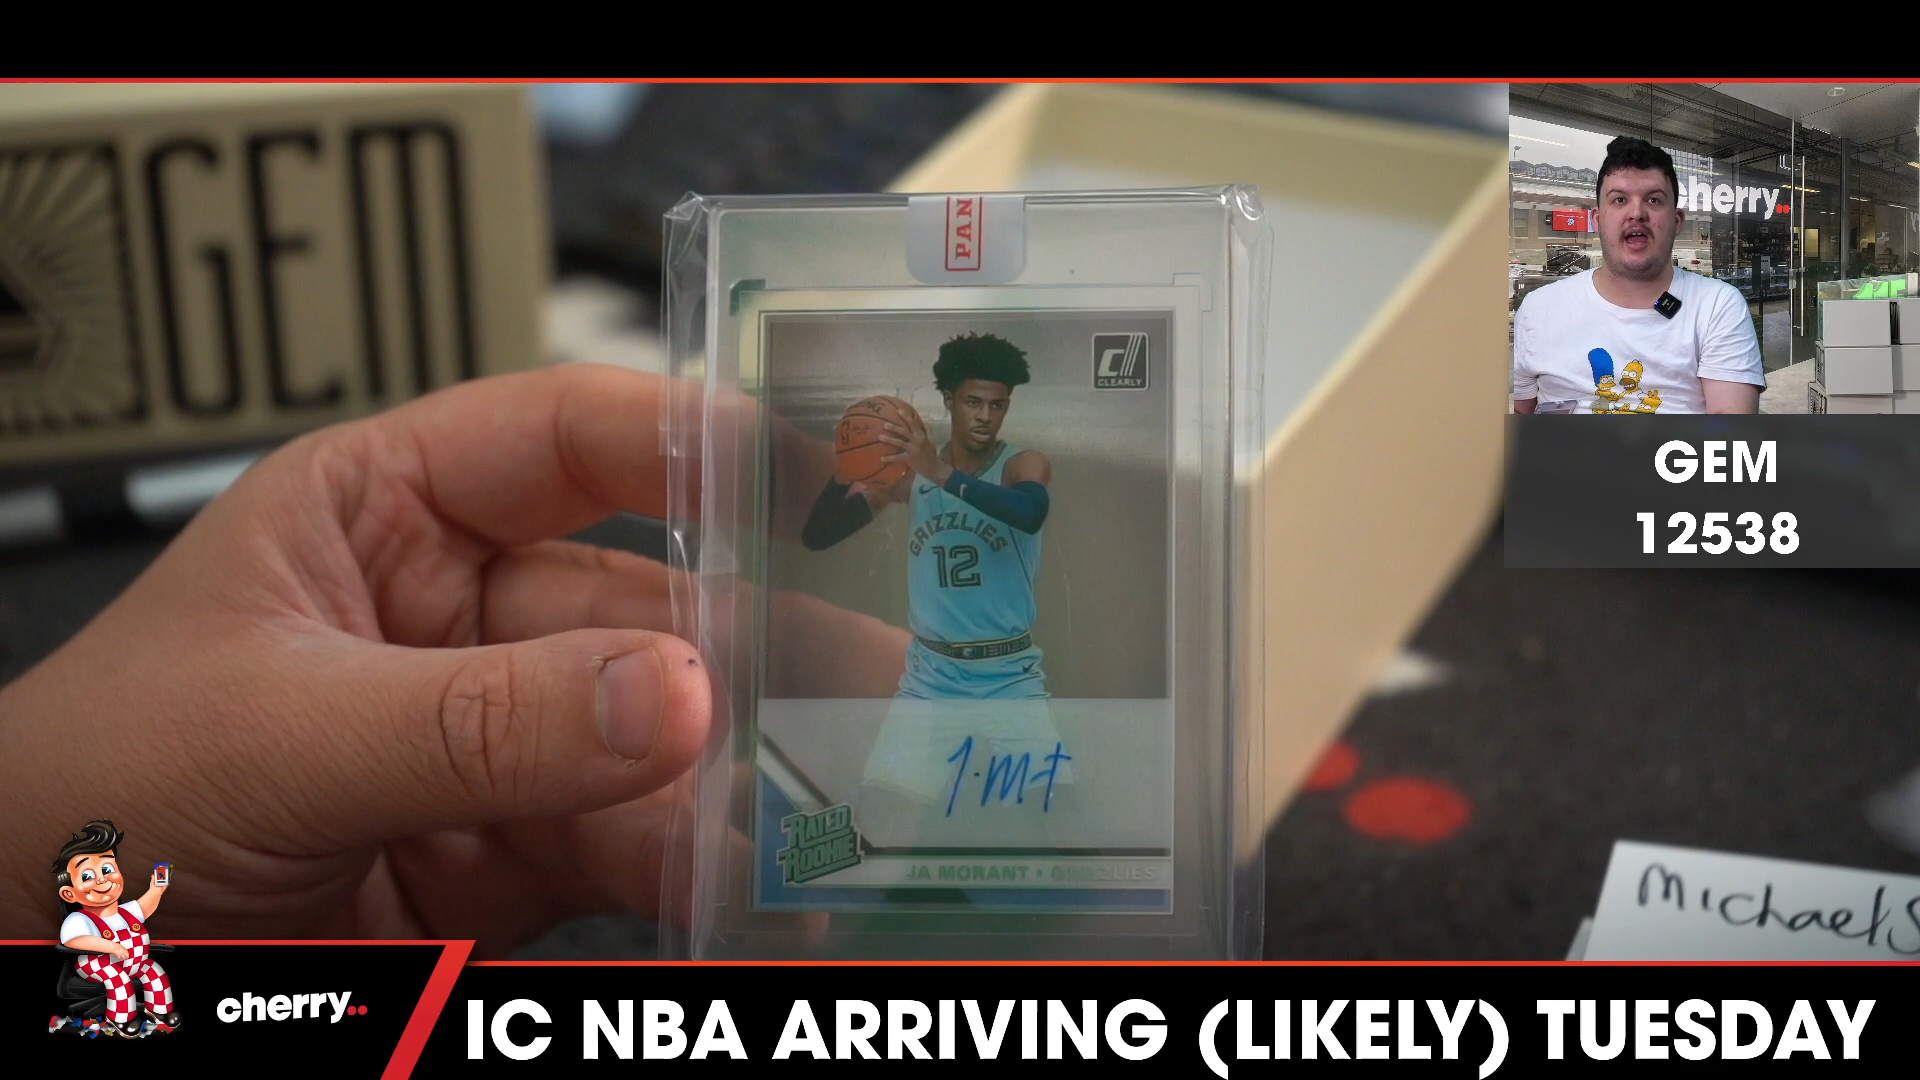 GEM
PAN
cherry..
CLEARLY
GEM
12538
GRIZZLIES
12
J. M t
RATED
ROOKIE
JA MORANT • GRIZZLIES
MichaelS
cherry..
IC NBA ARRIVING (LIKELY) TUESDAY